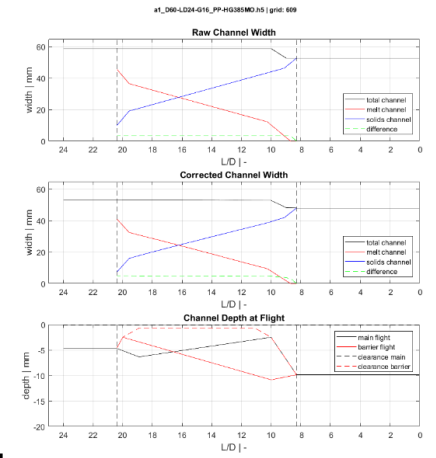 a1_D60-LD24-G16_PP-HG385MO.h5 | grid: 609
Raw Channel Width
60
40
20
0
width | mm
total channel
melt channel
solids channel
difference
24 22 20 18 16 14 12 10 8 6 4 2 0
L/D | -
Corrected Channel Width
60
40
20
0
width | mm
total channel
melt channel
solids channel
difference
24 22 20 18 16 14 12 10 8 6 4 2 0
L/D | -
Channel Depth at Flight
0
-5
-10
-15
-20
depth | mm
main flight
barrier flight
clearance main
clearance barrier
24 22 20 18 16 14 12 10 8 6 4 2 0
L/D | -